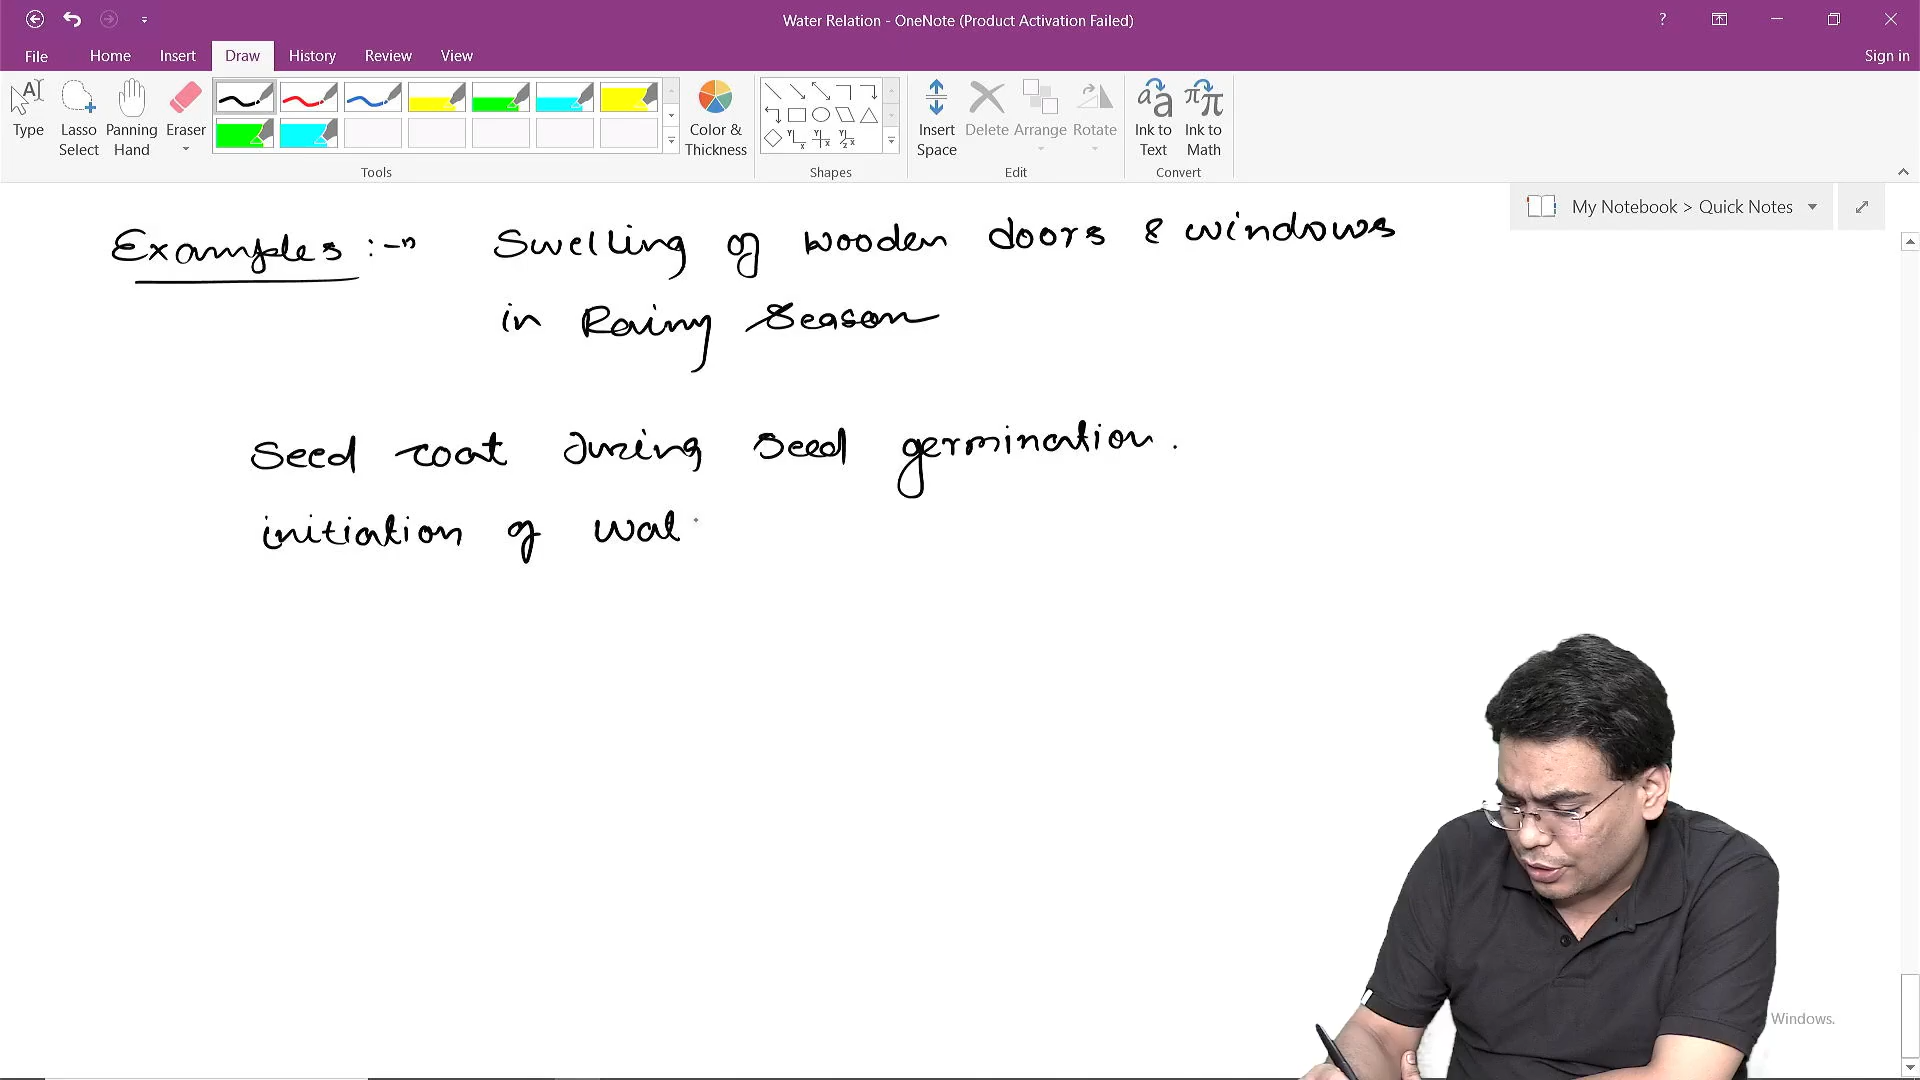 Water Relation - OneNote (Product Activation Failed)
?
File Home Insert Draw History Review View
Sign in
Type
Lasso Select
Panning Hand
Eraser
Color & Thickness
Insert Space
Delete
Arrange
Rotate
Ink to Text
Ink to Math
Tools
Shapes
Edit
Convert
My Notebook > Quick Notes
Examples :- Swelling of wooden doors & windows
in Rainy Season
Seed coat during seed germination.
initiation of wat
Windows.